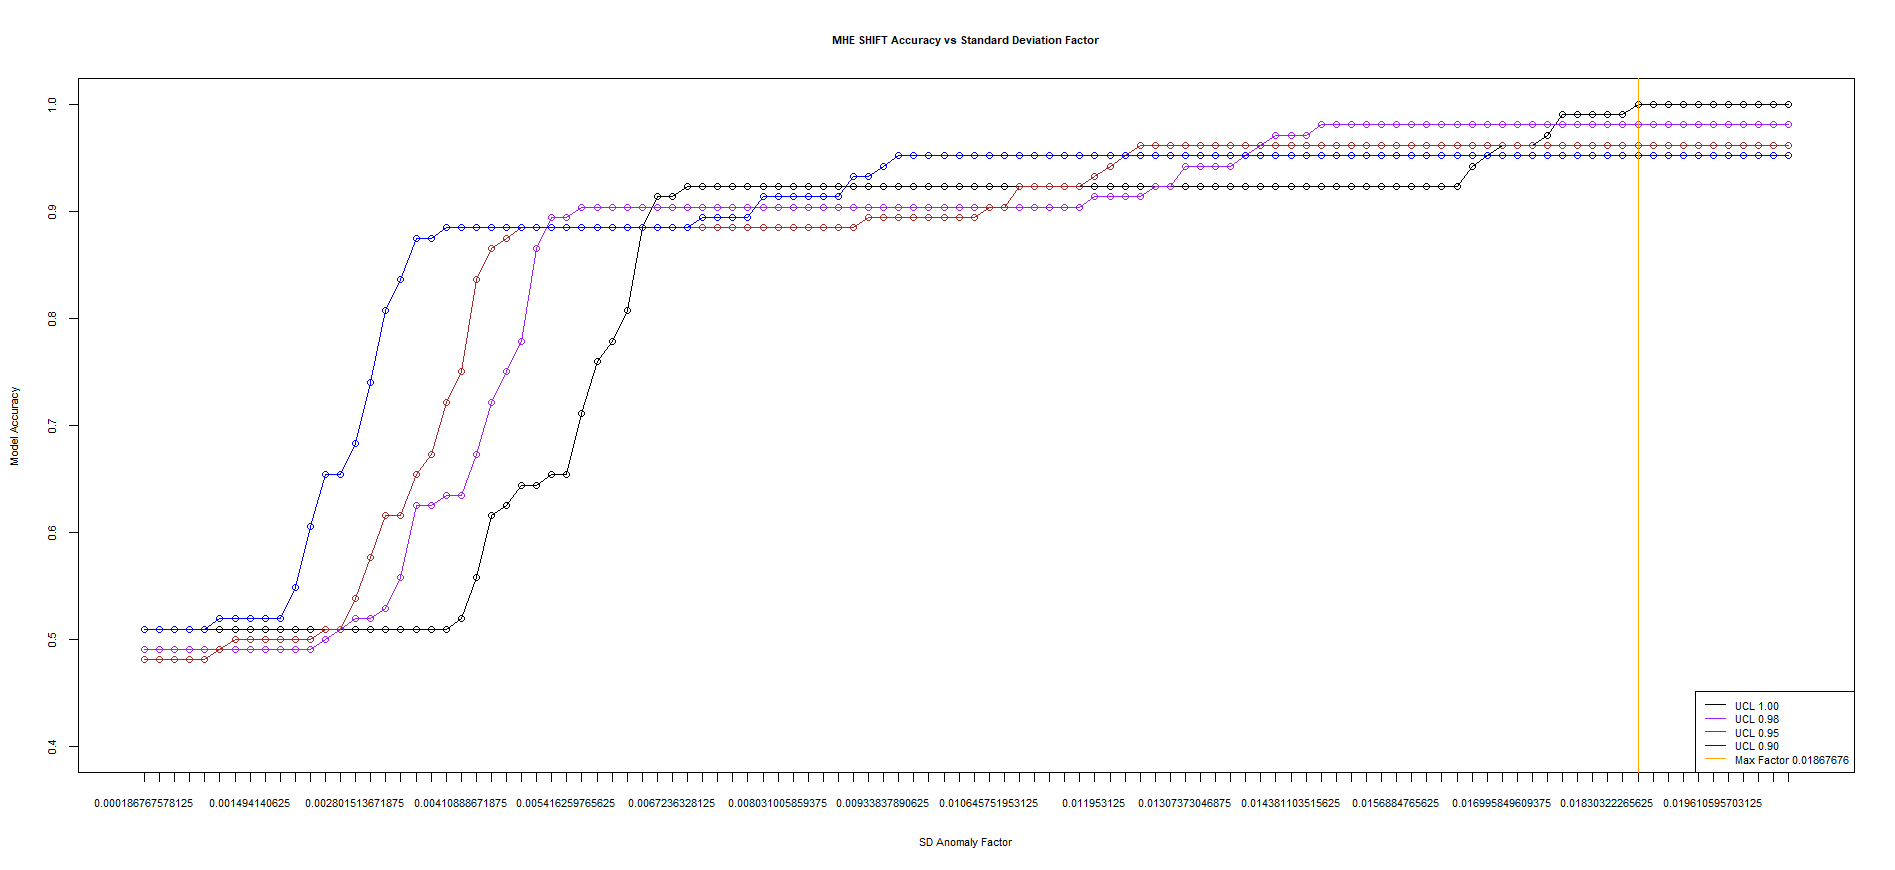 MHE SHIFT Accuracy vs Standard Deviation Factor
Model Accuracy
1.0
0.9
0.8
0.7
0.6
0.5
0.4
UCL 1.00
UCL 0.98
UCL 0.95
UCL 0.90
Max Factor 0.01867676
0.000186767578125 0.001494140625 0.002801513671875 0.00410888671875 0.005416259765625 0.0067236328125 0.008031005859375 0.00933837890625 0.010645751953125 0.011953125 0.01307373046875 0.014381103515625 0.0156884765625 0.016995849609375 0.01830322265625 0.019610595703125
SD Anomaly Factor